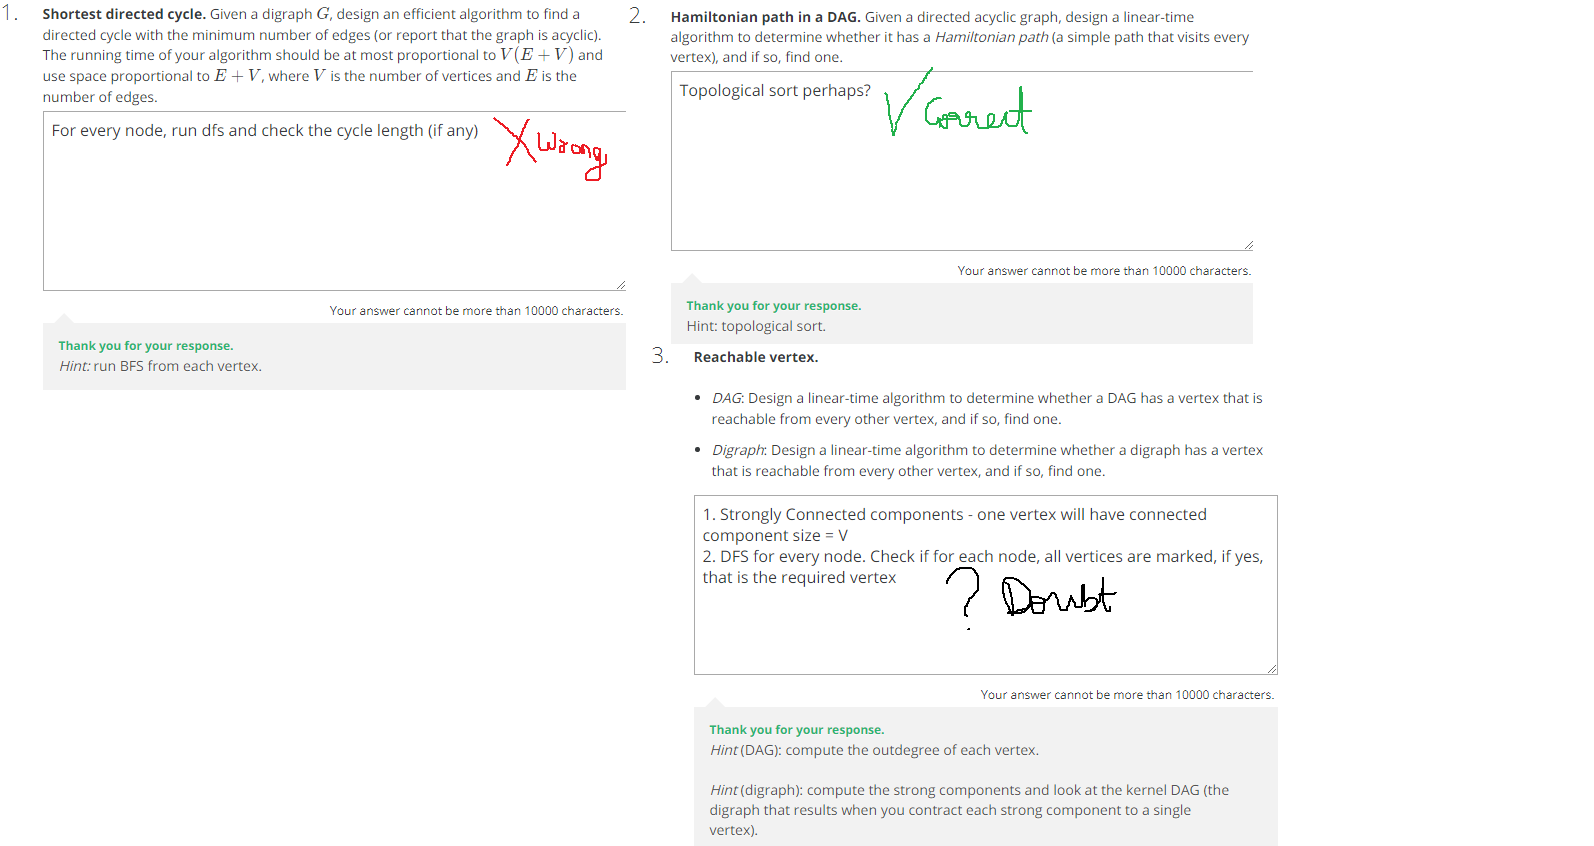 1. Shortest directed cycle. Given a digraph G, design an efficient algorithm to find a
directed cycle with the minimum number of edges (or report that the graph is acyclic).
The running time of your algorithm should be at most proportional to V(E + V) and
use space proportional to E + V, where V is the number of vertices and E is the
number of edges.
For every node, run dfs and check the cycle length (if any)
X Wrong
Your answer cannot be more than 10000 characters.
Thank you for your response.
Hint: run BFS from each vertex.
2. Hamiltonian path in a DAG. Given a directed acyclic graph, design a linear-time
algorithm to determine whether it has a Hamiltonian path (a simple path that visits every
vertex), and if so, find one.
Topological sort perhaps?
✓ Correct
Your answer cannot be more than 10000 characters.
Thank you for your response.
Hint: topological sort.
3. Reachable vertex.
• DAG: Design a linear-time algorithm to determine whether a DAG has a vertex that is
reachable from every other vertex, and if so, find one.
• Digraph: Design a linear-time algorithm to determine whether a digraph has a vertex
that is reachable from every other vertex, and if so, find one.
1. Strongly Connected components - one vertex will have connected
component size = V
2. DFS for every node. Check if for each node, all vertices are marked, if yes,
that is the required vertex
? Doubt
Your answer cannot be more than 10000 characters.
Thank you for your response.
Hint (DAG): compute the outdegree of each vertex.
Hint (digraph): compute the strong components and look at the kernel DAG (the
digraph that results when you contract each strong component to a single
vertex).